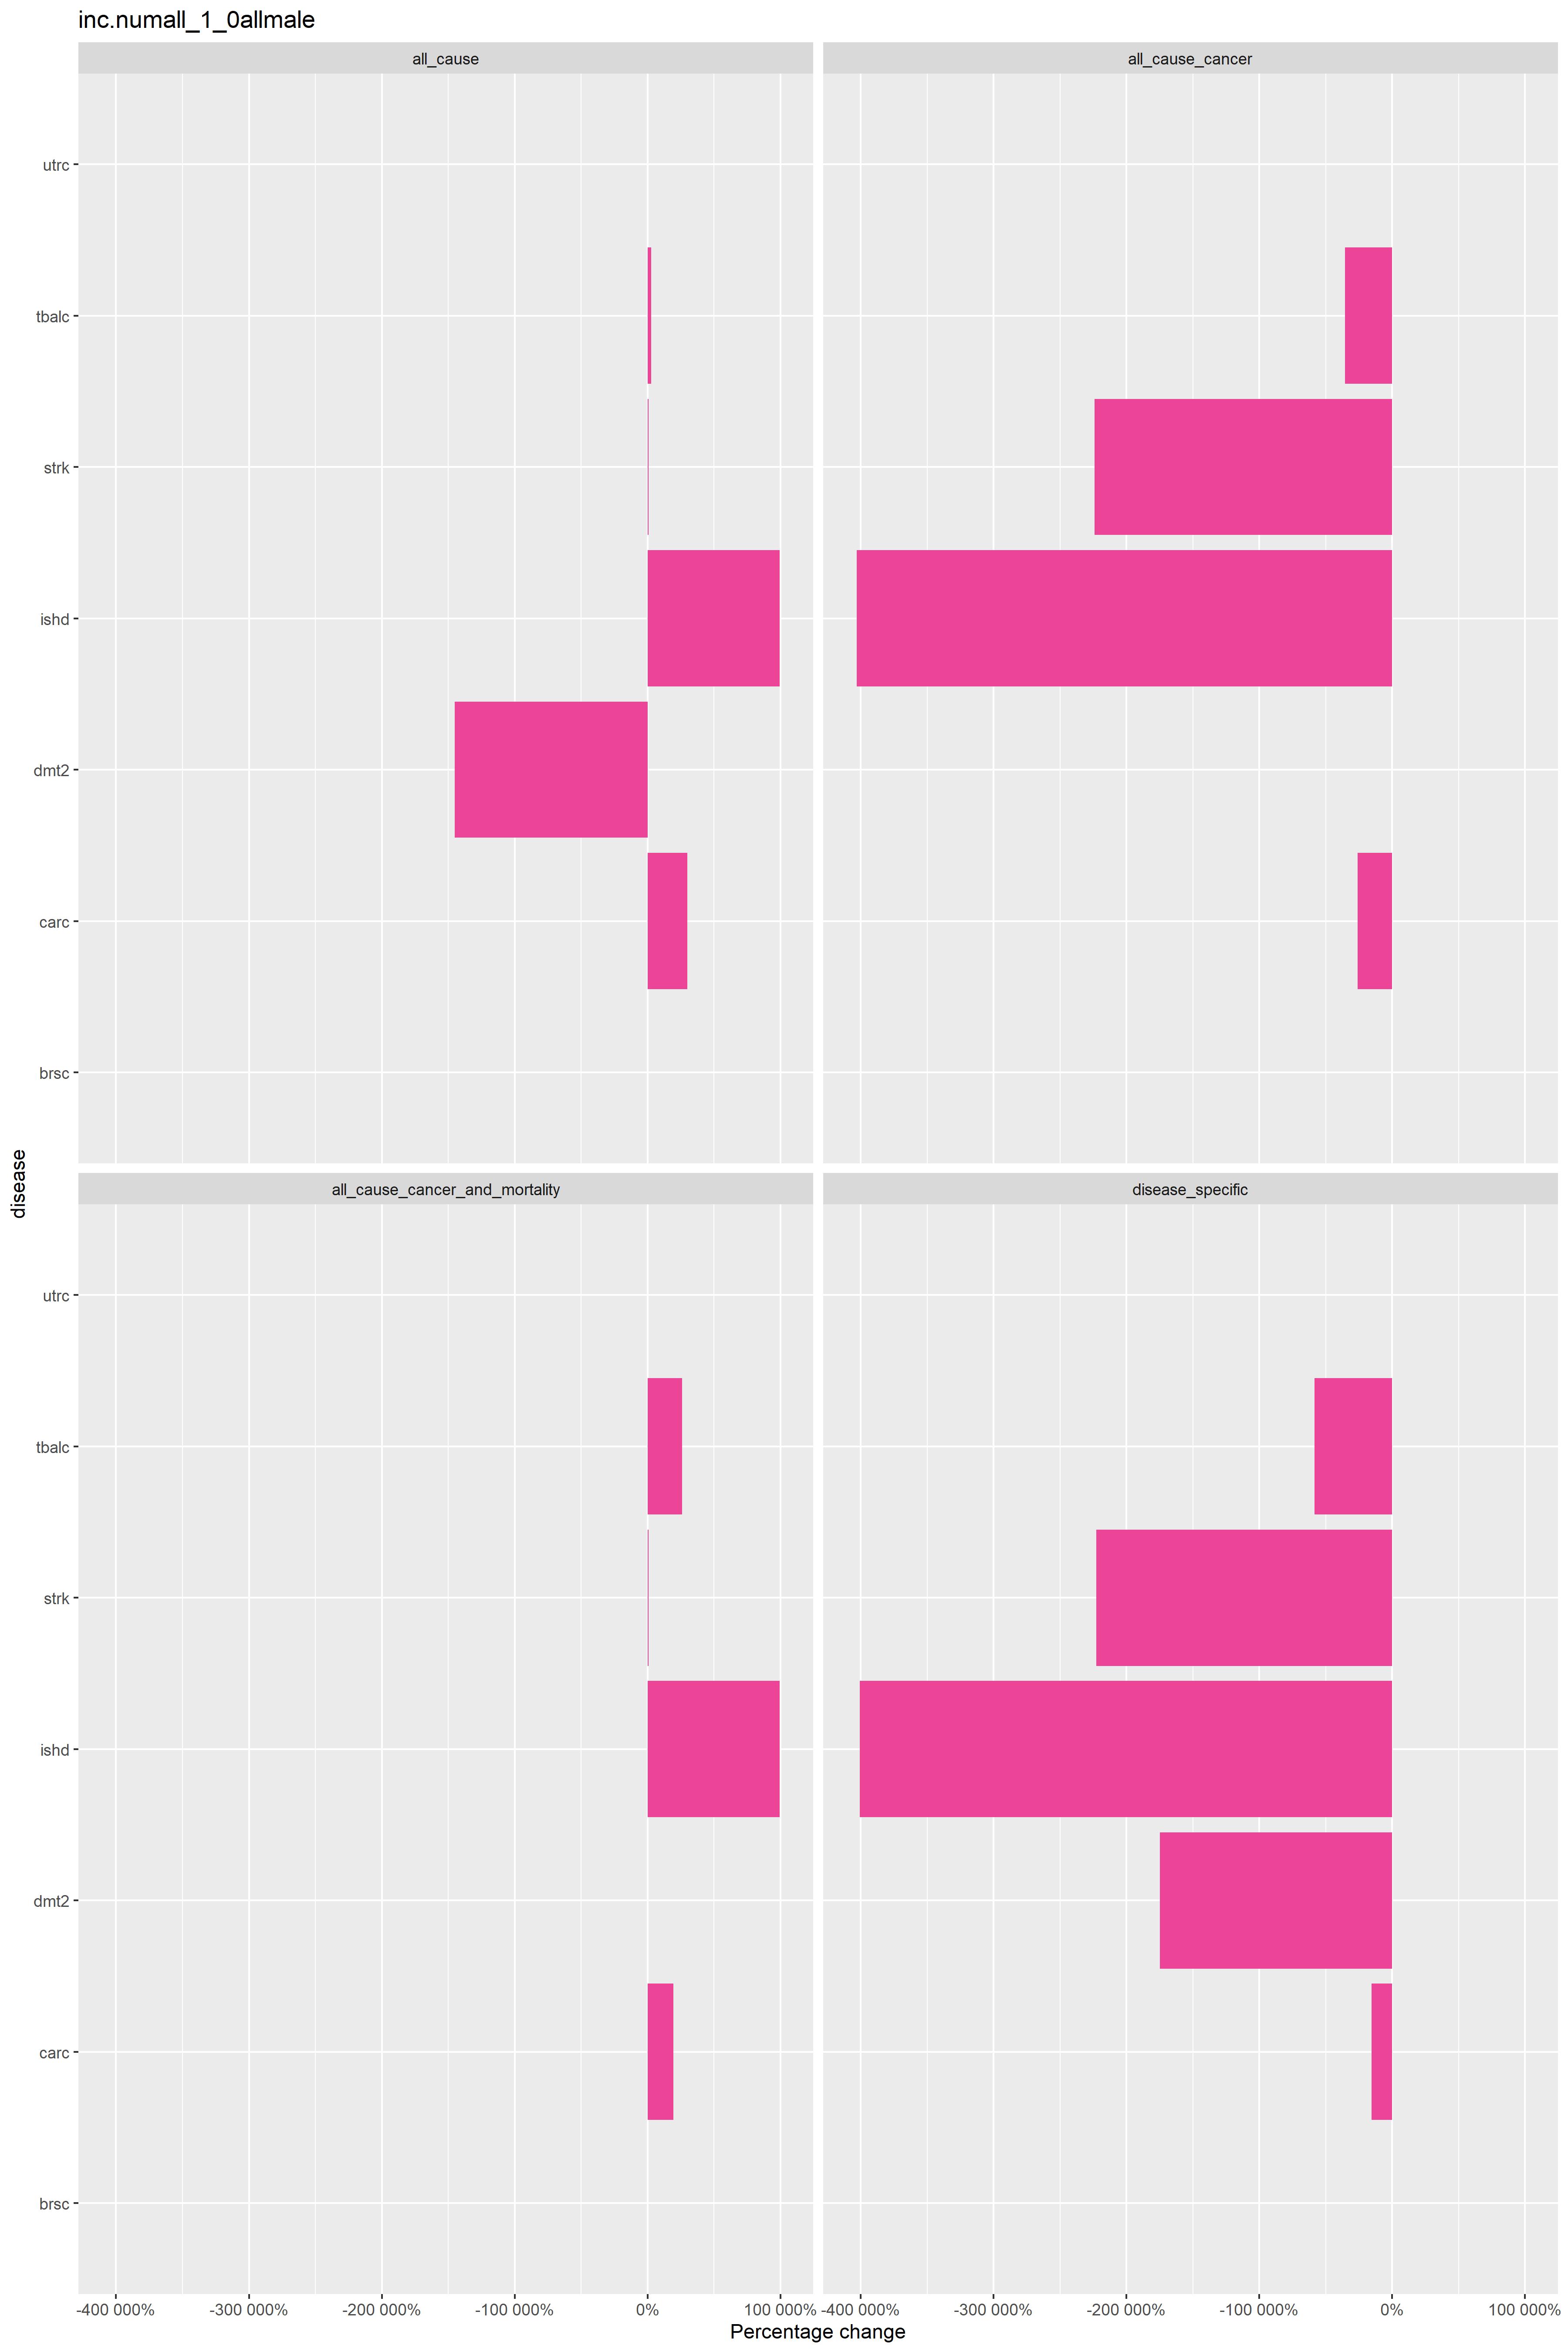 inc.numall_1_0allmale
all_cause
all_cause_cancer
utrc
tbalc
strk
ishd
dmt2
carc
brsc
disease
all_cause_cancer_and_mortality
disease_specific
utrc
tbalc
strk
ishd
dmt2
carc
brsc
-400 000% -300 000% -200 000% -100 000% 0% 100 000% -400 000% -300 000% -200 000% -100 000% 0% 100 000%
Percentage change